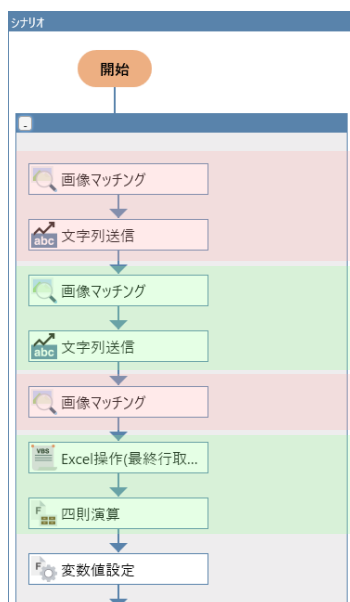 シナリオ
開始
-
画像マッチング
abc 文字列送信
画像マッチング
abc 文字列送信
画像マッチング
VBS Excel操作(最終行取...
F 四則演算
F 変数値設定